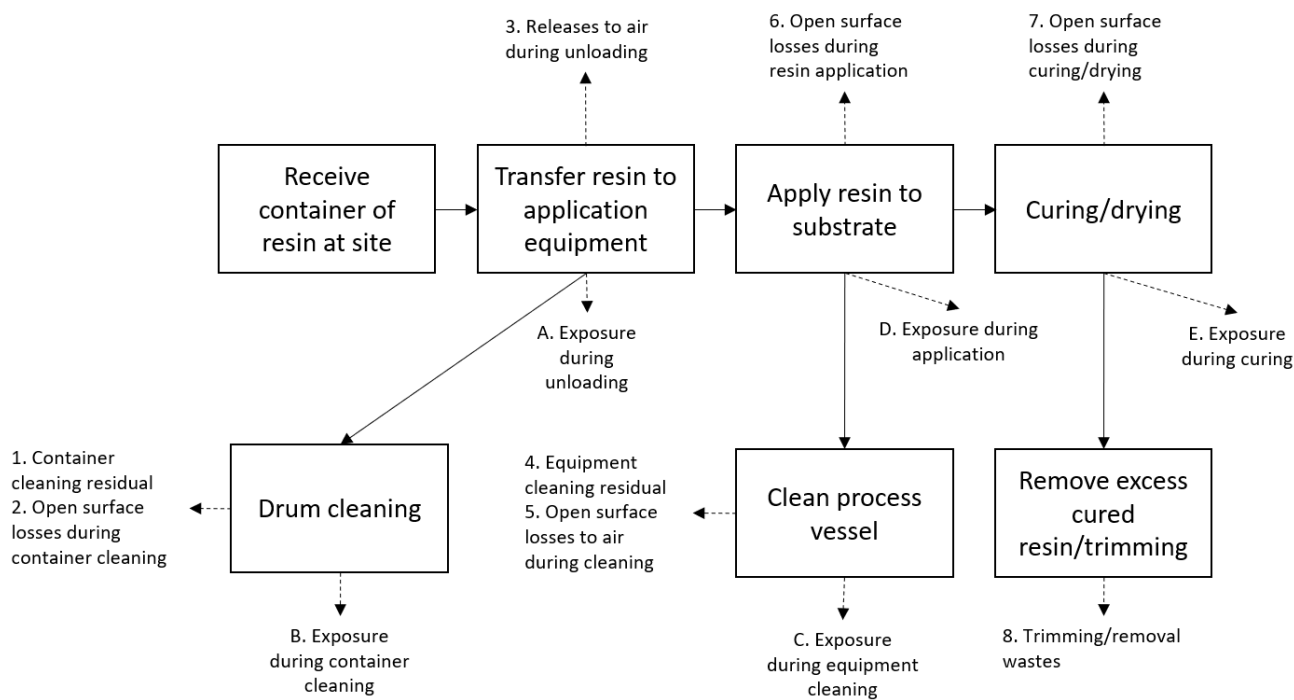 3. Releases to air
during unloading
6. Open surface
losses during
resin application
7. Open surface
losses during
curing/drying
Receive
container of
resin at site
Transfer resin to
application
equipment
Apply resin to
substrate
Curing/drying
A. Exposure
during
unloading
D. Exposure during
application
E. Exposure
during curing
1. Container
cleaning residual
2. Open surface
losses during
container cleaning
Drum cleaning
4. Equipment
cleaning residual
5. Open surface
losses to air
during cleaning
Clean process
vessel
Remove excess
cured
resin/trimming
B. Exposure
during container
cleaning
C. Exposure
during equipment
cleaning
8. Trimming/removal
wastes